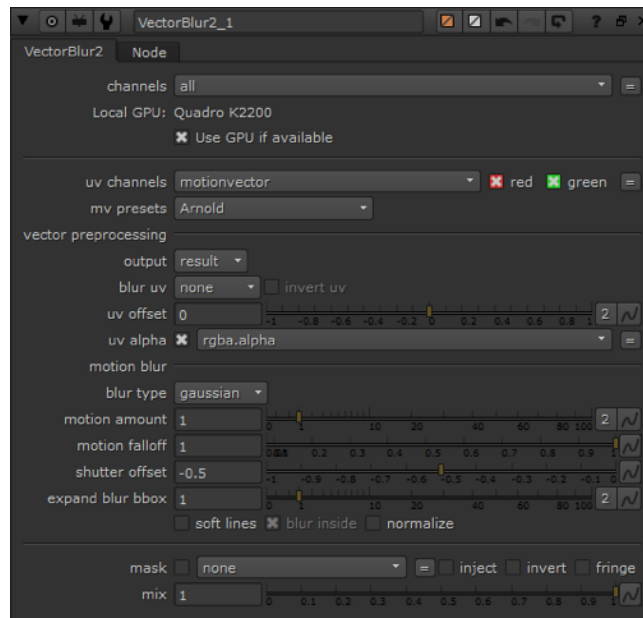 VectorBlur2_1 ?
VectorBlur2 Node
channels all =
Local GPU: Quadro K2200
Use GPU if available
uv channels motionvector red green =
mv presets Arnold
vector preprocessing
output result
blur uv none invert uv
uv offset 0 -1 -0.8 -0.6 -0.4 -0.2 0 0.2 0.4 0.6 0.8 1 2
uv alpha rgba.alpha =
motion blur
blur type gaussian
motion amount 1 0 1 10 20 40 60 80 100 2
motion falloff 1 0.2 0.3 0.4 0.5 0.6 0.7 0.8 0.9 1
shutter offset -0.5 -1 -0.9 -0.8 -0.7 -0.6 -0.5 -0.4 -0.3 -0.2 -0.1 0
expand blur bbox 1 0 1 10 20 40 60 80 100 2
soft lines blur inside normalize
mask none = inject invert fringe
mix 1 0 0.1 0.2 0.3 0.4 0.5 0.6 0.7 0.8 0.9 1